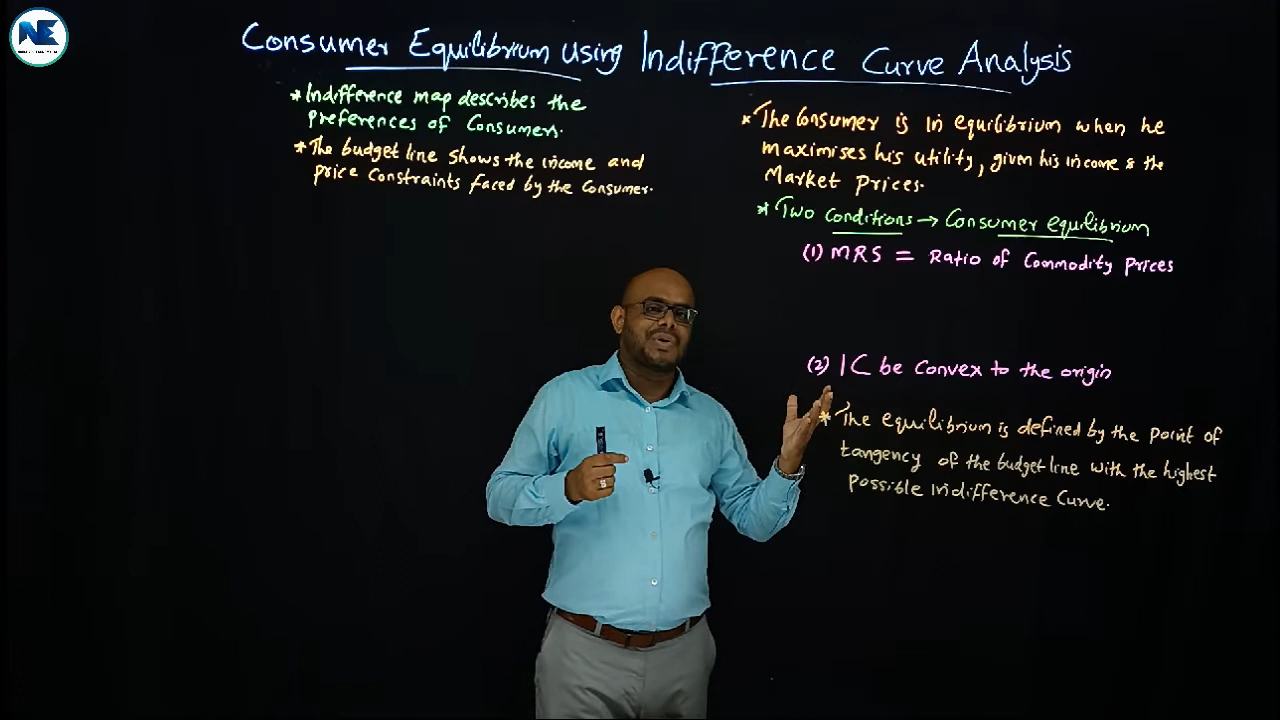 NE
Consumer Equilibrium using Indifference Curve Analysis
* Indifference map describes the
preferences of Consumers.
* The budget line shows the income and
price constraints faced by the Consumer.
* The Consumer is in equilibrium when he
maximises his utility, given his income & the
Market Prices.
* Two conditions → Consumer equilibrium
(1) MRS = Ratio of Commodity Prices
(2) IC be convex to the origin
* The equilibrium is defined by the point of
tangency of the budget line with the highest
possible indifference Curve.